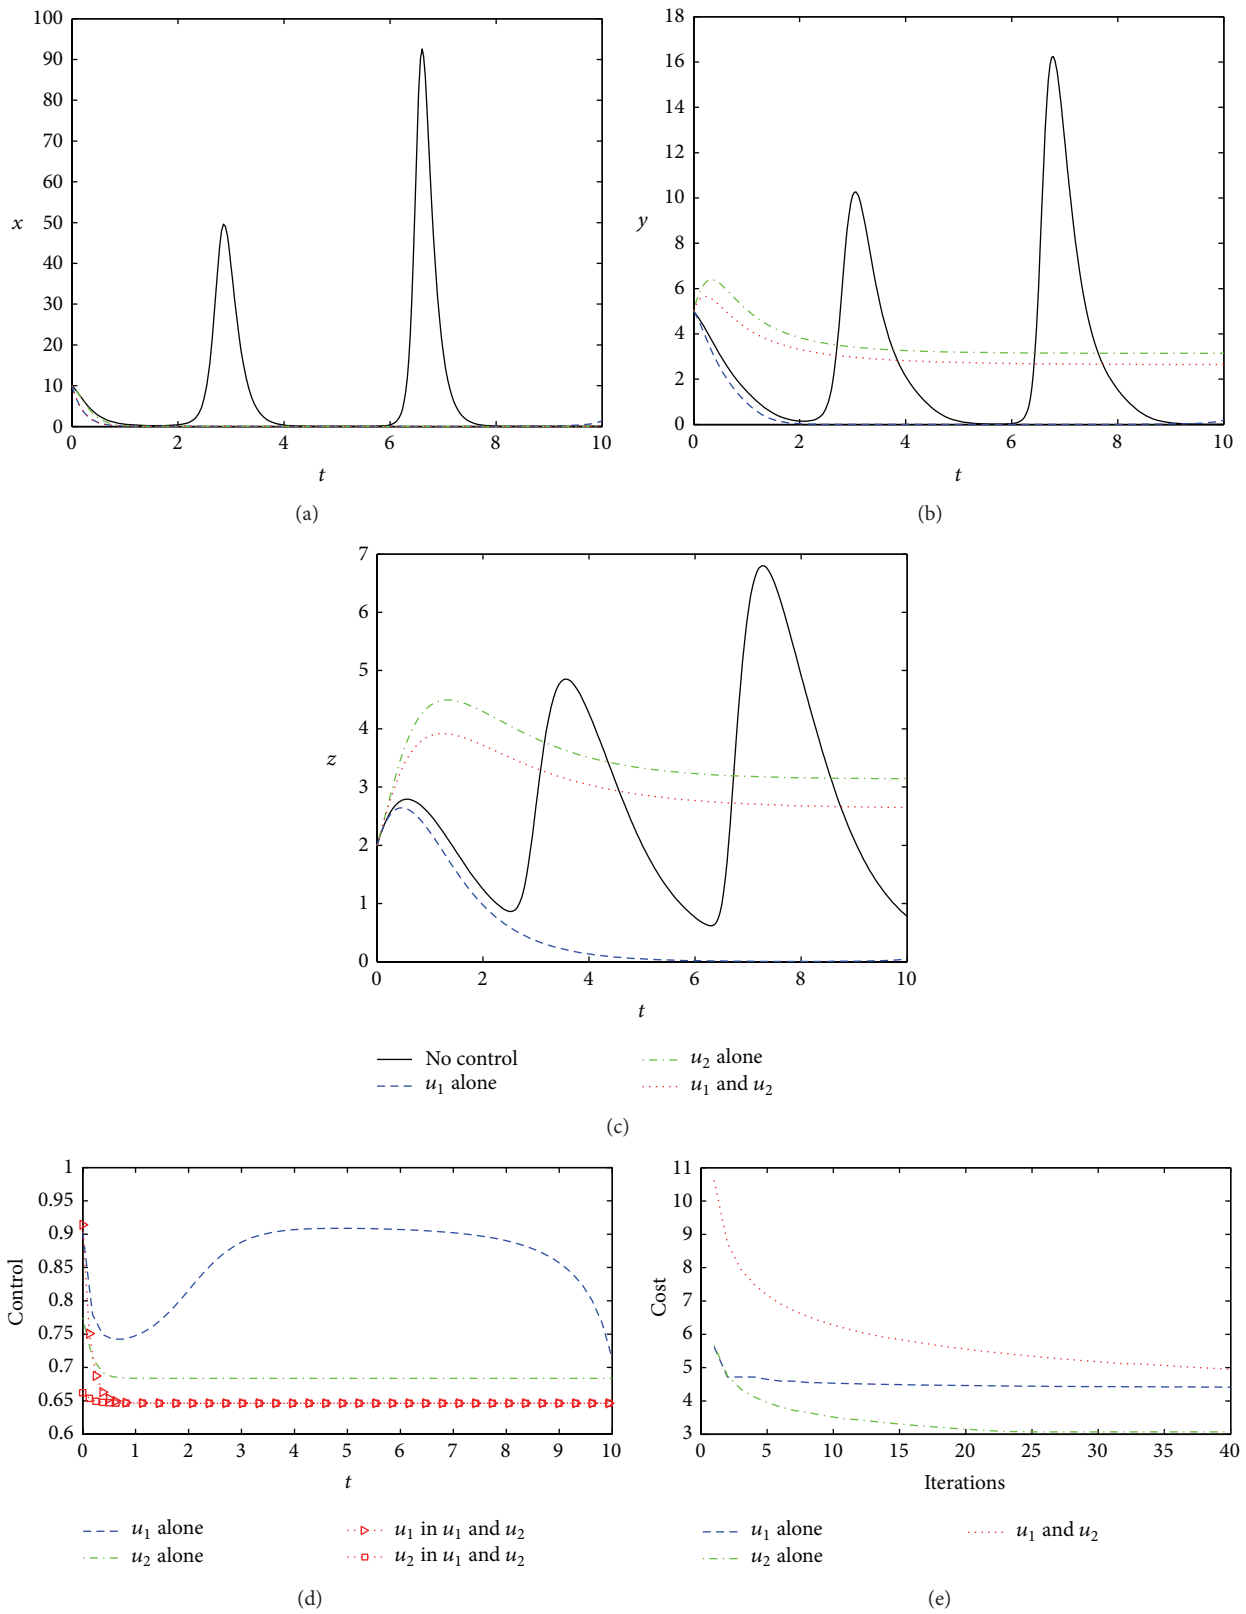 100
90
80
70
60
50
40
30
20
10
0
x
0 2 4 6 8 10
t
(a)
18
16
14
12
10
8
6
4
2
0
y
0 2 4 6 8 10
t
(b)
7
6
5
4
3
2
1
0
z
0 2 4 6 8 10
t
No control
u1 alone
u2 alone
u1 and u2
(c)
1
0.95
0.9
0.85
0.8
0.75
0.7
0.65
0.6
Control
0 1 2 3 4 5 6 7 8 9 10
t
u1 alone
u2 alone
u1 in u1 and u2
u2 in u1 and u2
(d)
11
10
9
8
7
6
5
4
3
Cost
0 5 10 15 20 25 30 35 40
Iterations
u1 alone
u2 alone
u1 and u2
(e)